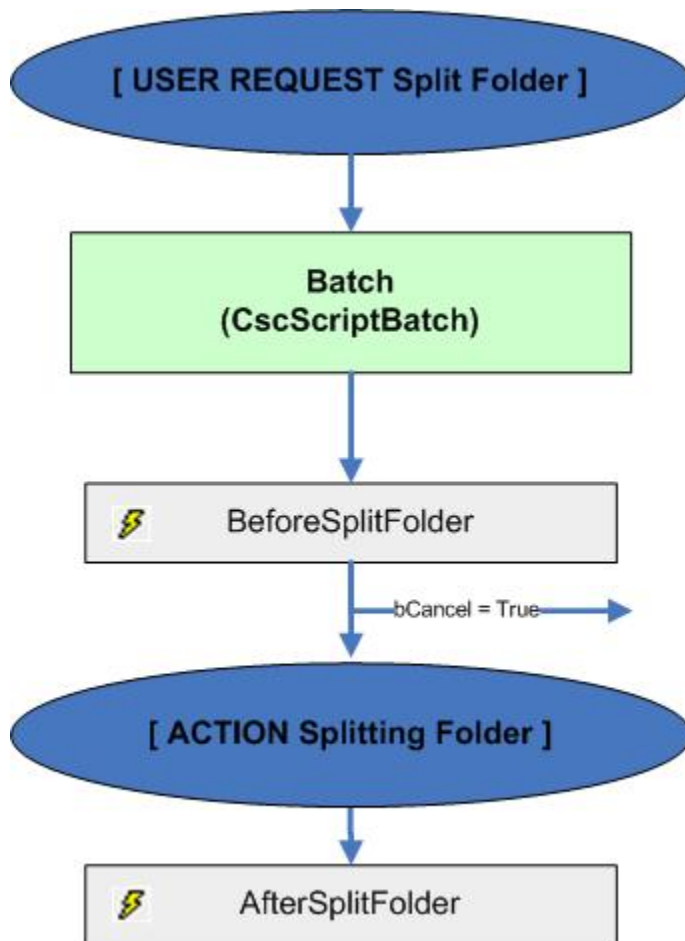 [ USER REQUEST Split Folder ]
Batch
(CscScriptBatch)
BeforeSplitFolder
bCancel = True
[ ACTION Splitting Folder ]
AfterSplitFolder